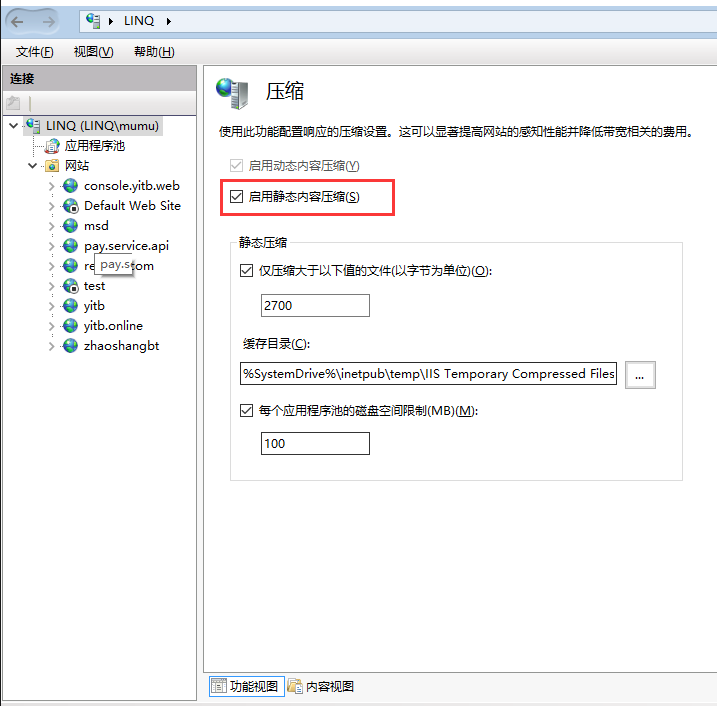 LINQ
文件(F) 视图(V) 帮助(H)
连接
LINQ (LINQ\mumu)
应用程序池
网站
console.yitb.web
Default Web Site
msd
pay.service.api
pay.s
test
yitb
yitb.online
zhaoshangbt
压缩
使用此功能配置响应的压缩设置。这可以显著提高网站的感知性能并降低带宽相关的费用。
启用动态内容压缩(Y)
启用静态内容压缩(S)
静态压缩
仅压缩大于以下值的文件(以字节为单位)(O):
2700
缓存目录(C):
%SystemDrive%\inetpub\temp\IIS Temporary Compressed Files
...
每个应用程序池的磁盘空间限制(MB)(M):
100
功能视图 内容视图